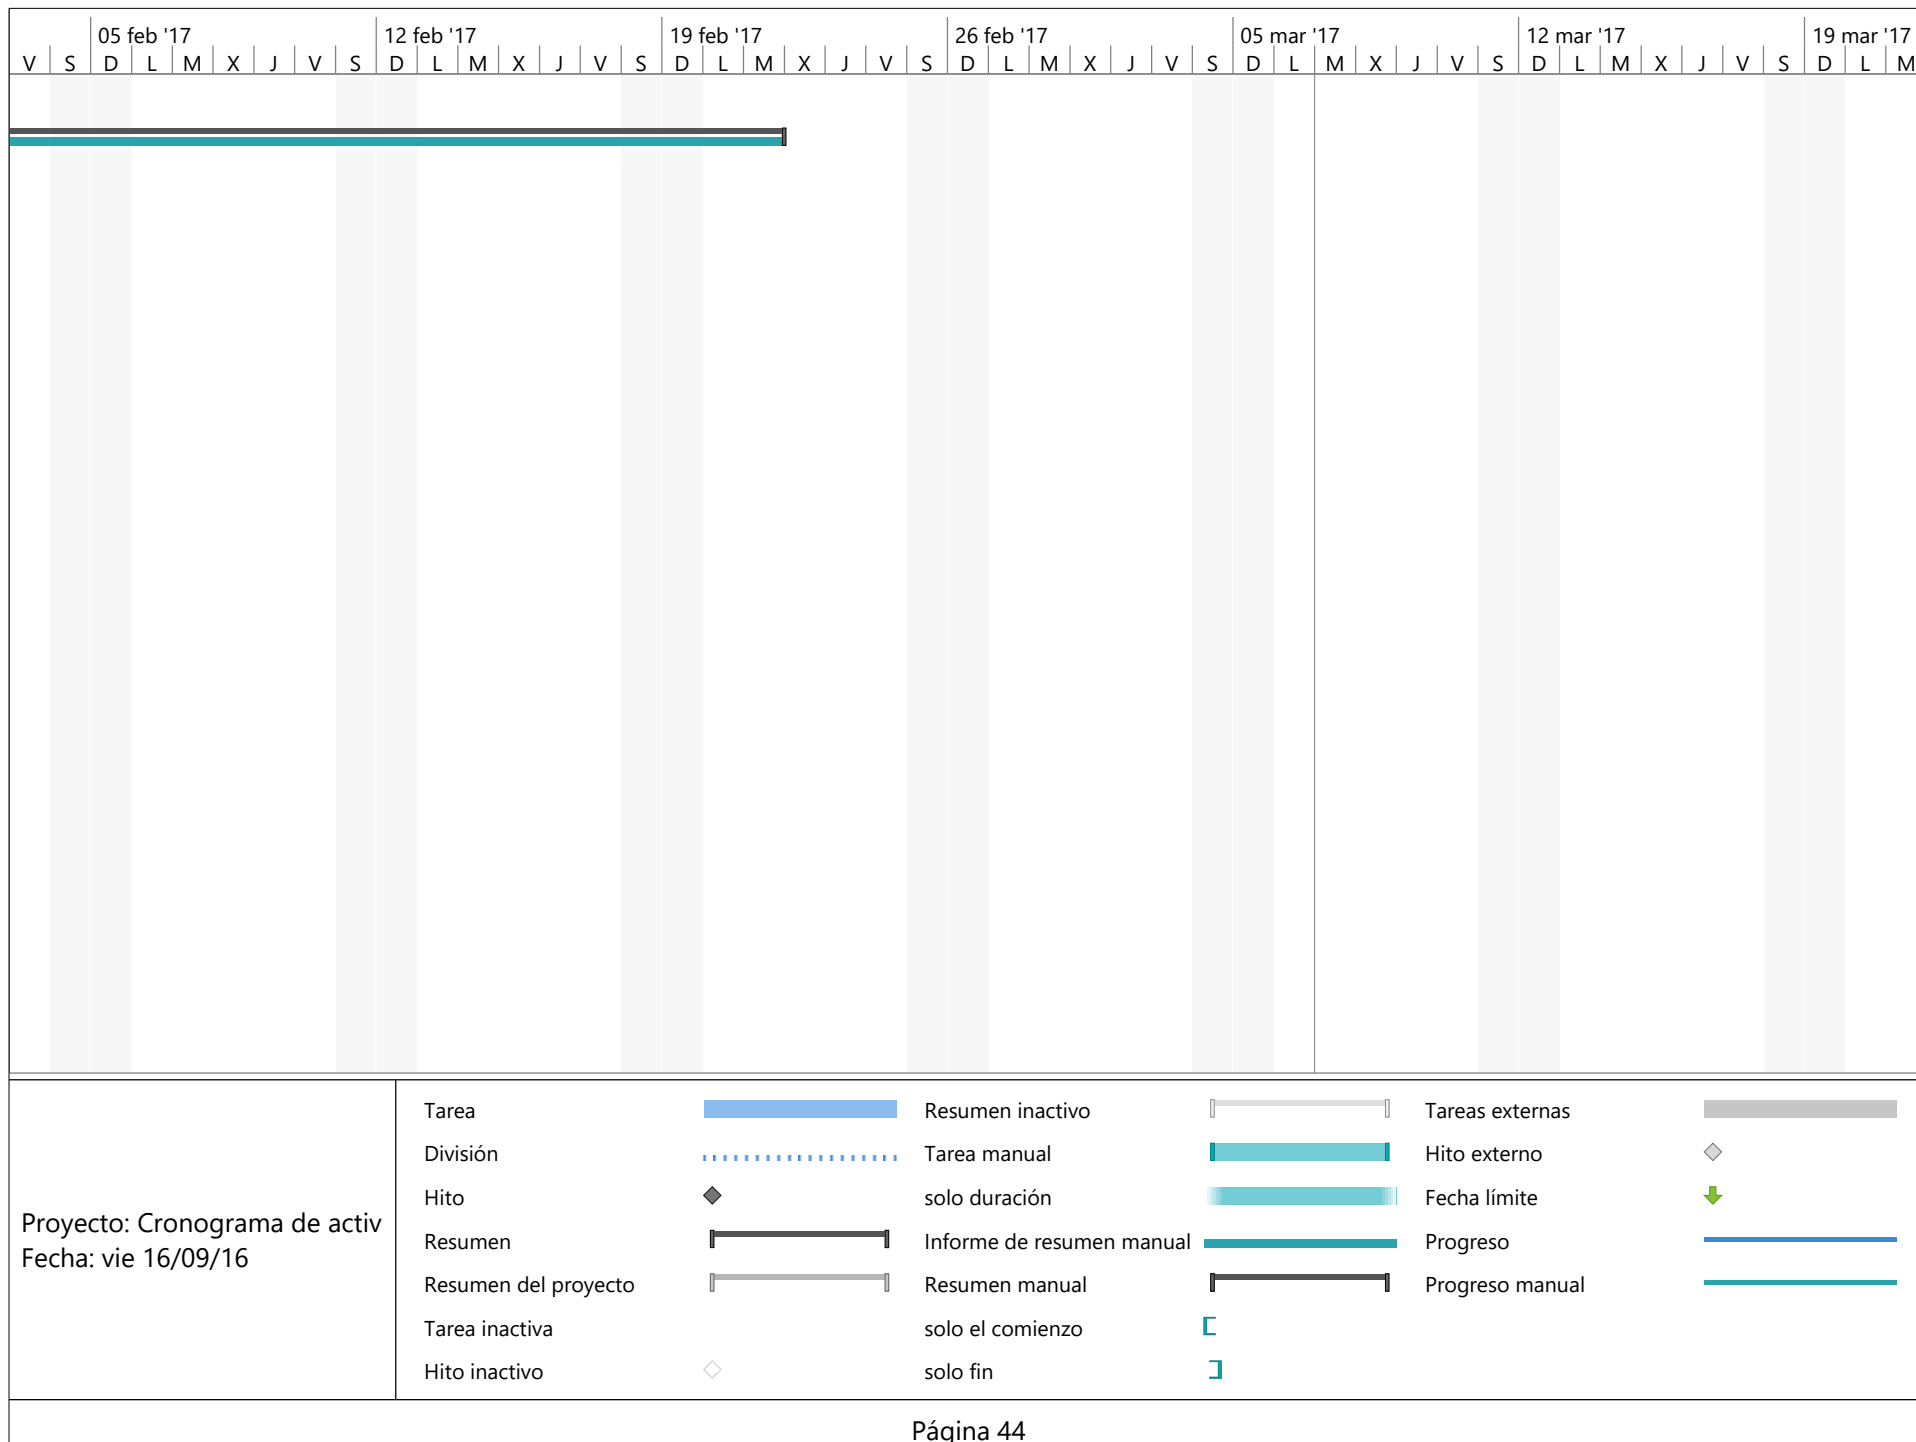 05 feb '17 12 feb '17 19 feb '17 26 feb '17 05 mar '17 12 mar '17 19 mar '17
V S D L M X J V S D L M X J V S D L M X J V S D L M X J V S D L M X J V S D L M X J V S D L M
Tarea Resumen inactivo Tareas externas
División Tarea manual Hito externo
Hito solo duración Fecha límite
Proyecto: Cronograma de activ
Resumen Informe de resumen manual Progreso
Fecha: vie 16/09/16
Resumen del proyecto Resumen manual Progreso manual
Tarea inactiva solo el comienzo
Hito inactivo solo fin
Página 44